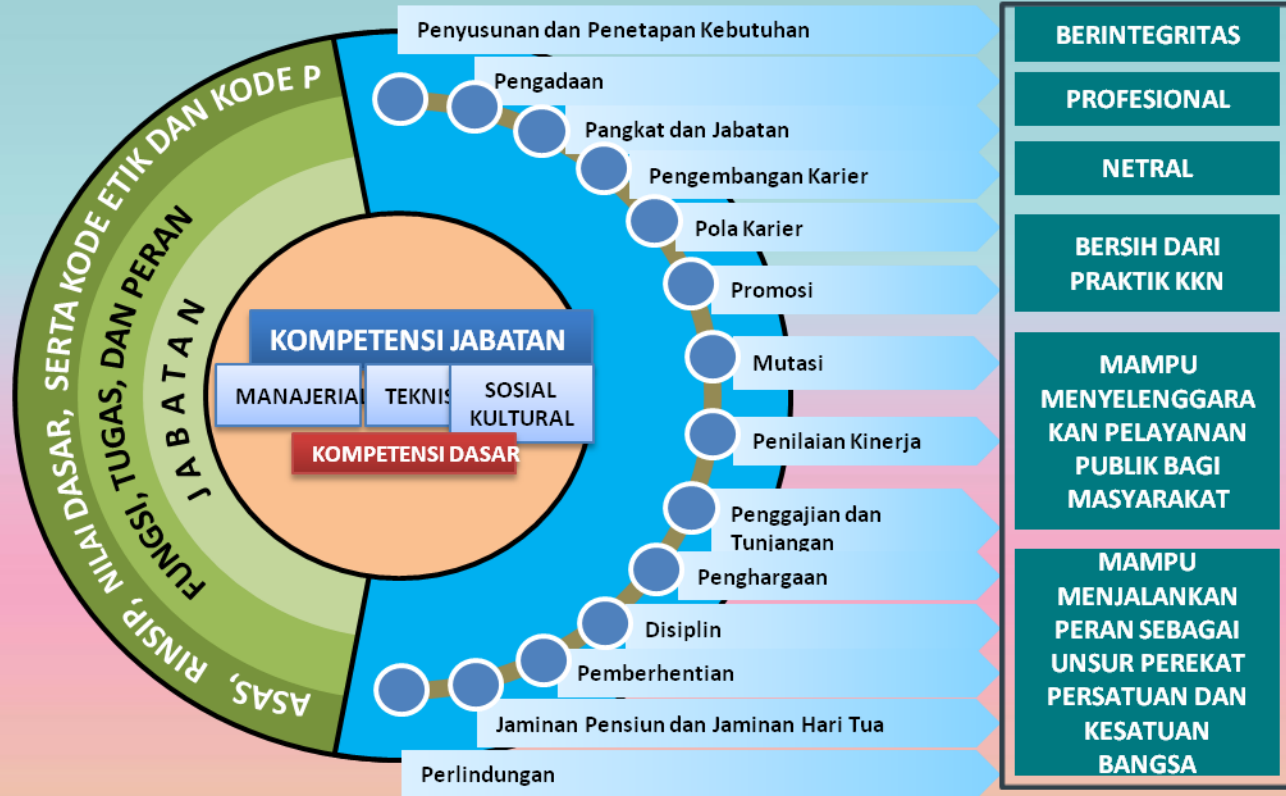 ASAS, RINSIP, NILAI DASAR, SERTA KODE ETIK DAN KODE P
FUNGSI, TUGAS, DAN PERAN
JABATAN
KOMPETENSI JABATAN
MANAJERIAL
TEKNIS
SOSIAL
KULTURAL
KOMPETENSI DASAR
Penyusunan dan Penetapan Kebutuhan
Pengadaan
Pangkat dan Jabatan
Pengembangan Karier
Pola Karier
Promosi
Mutasi
Penilaian Kinerja
Penggajian dan
Tunjangan
Penghargaan
Disiplin
Pemberhentian
Jaminan Pensiun dan Jaminan Hari Tua
Perlindungan
BERINTEGRITAS
PROFESIONAL
NETRAL
BERSIH DARI
PRAKTIK KKN
MAMPU
MENYELENGGARA
KAN PELAYANAN
PUBLIK BAGI
MASYARAKAT
MAMPU
MENJALANKAN
PERAN SEBAGAI
UNSUR PEREKAT
PERSATUAN DAN
KESATUAN
BANGSA